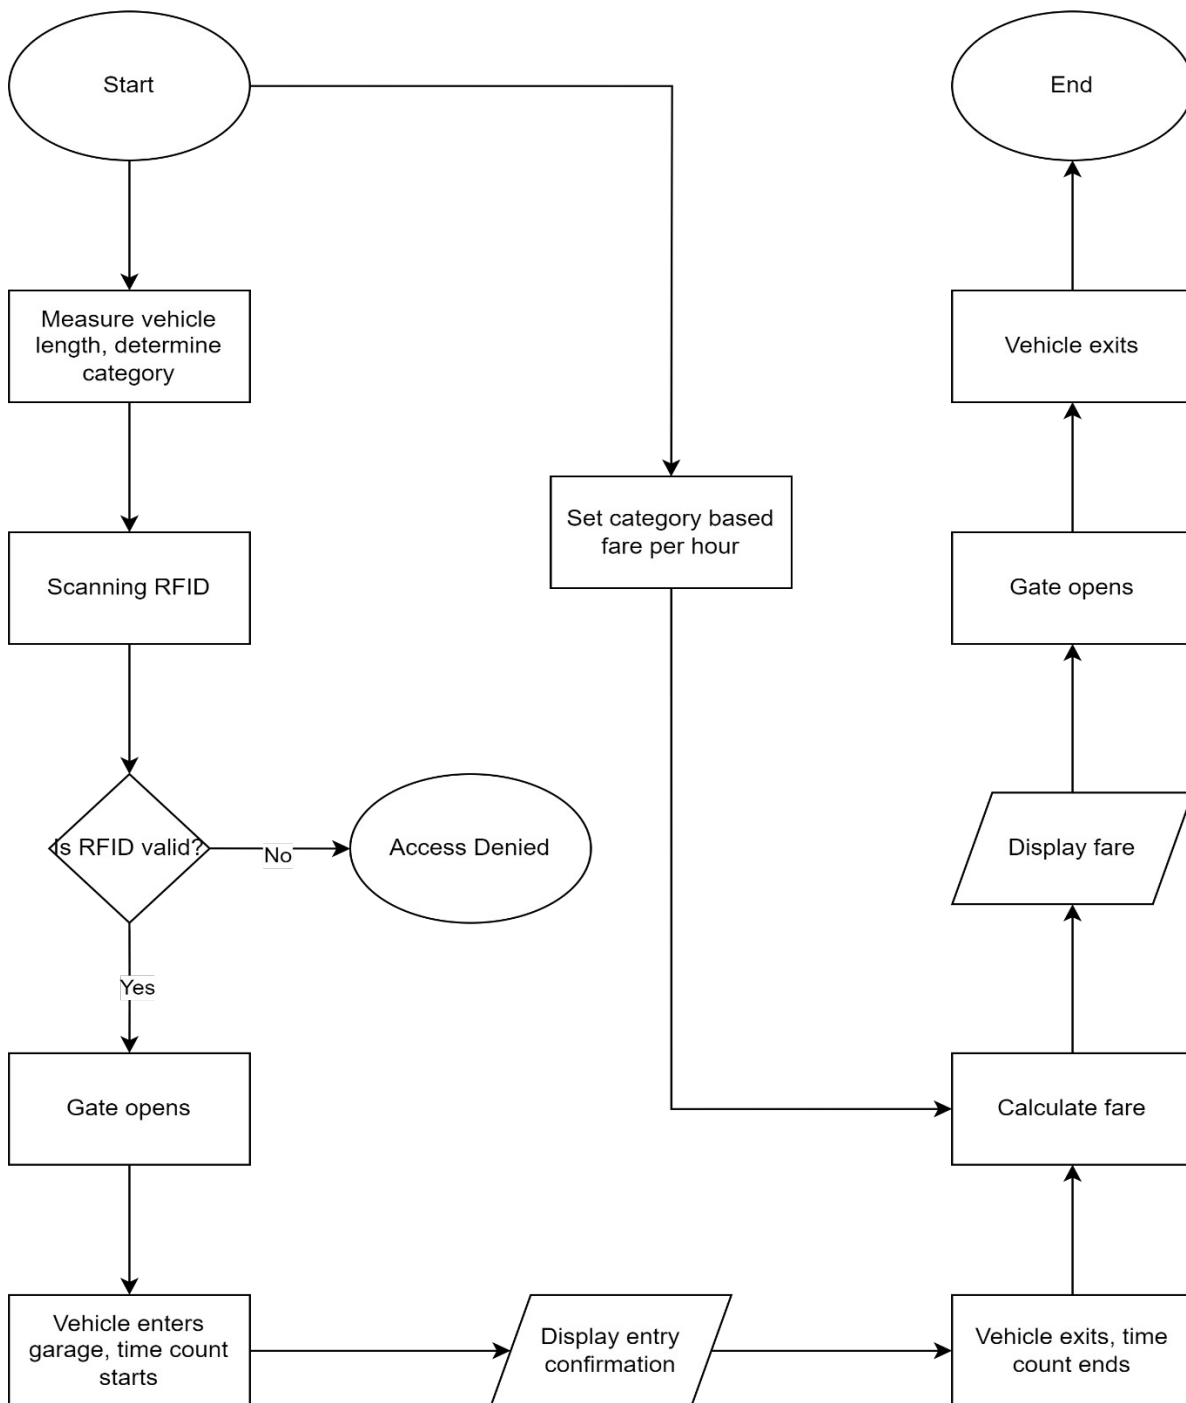 Start
End
Measure vehicle
length, determine
category
Vehicle exits
Set category based
fare per hour
Scanning RFID
Gate opens
Is RFID valid?
No
Access Denied
Display fare
Yes
Gate opens
Calculate fare
Vehicle enters
garage, time count
starts
Display entry
confirmation
Vehicle exits, time
count ends